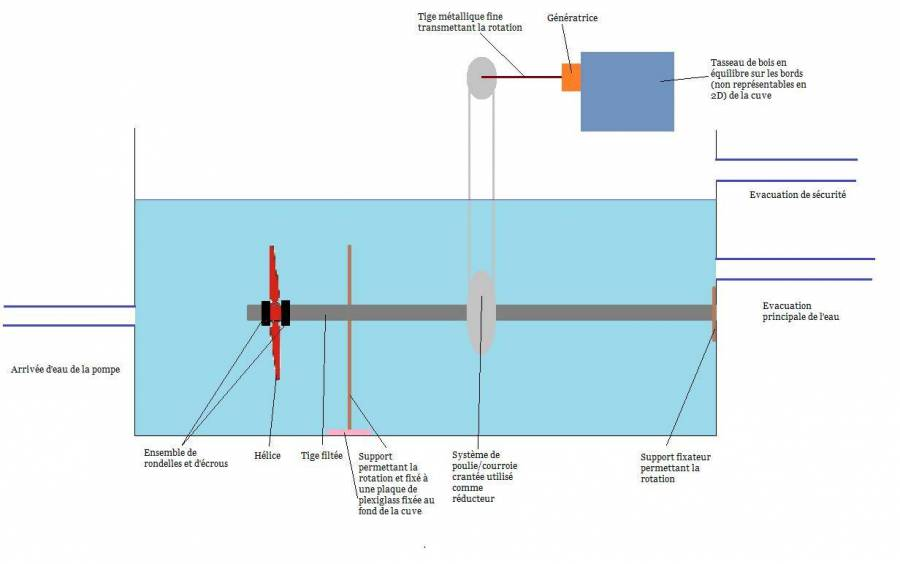 Tige métallique fine
transmettant la rotation
Génératrice
Tasseau de bois en
équilibre sur les bords
(non représentables en
2D) de la cuve
Evacuation de sécurité
Evacuation
principale de l'eau
Arrivée d'eau de la pompe
Ensemble de
rondelles et d'écrous
Hélice
Tige filtée
Support
permettant la
rotation et fixé à
une plaque de
plexiglass fixée au
fond de la cuve
Système de
poulie/courroie
crantée utilisé
comme
réducteur
Support fixateur
permettant la
rotation